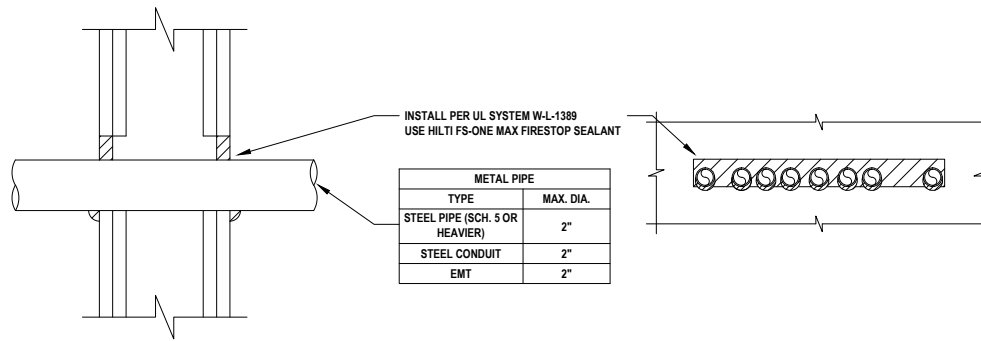 INSTALL PER UL SYSTEM W-L-1389
USE HILTI FS-ONE MAX FIRESTOP SEALANT
METAL PIPE
TYPE MAX. DIA.
STEEL PIPE (SCH. 5 OR
HEAVIER) 2"
STEEL CONDUIT 2"
EMT 2"